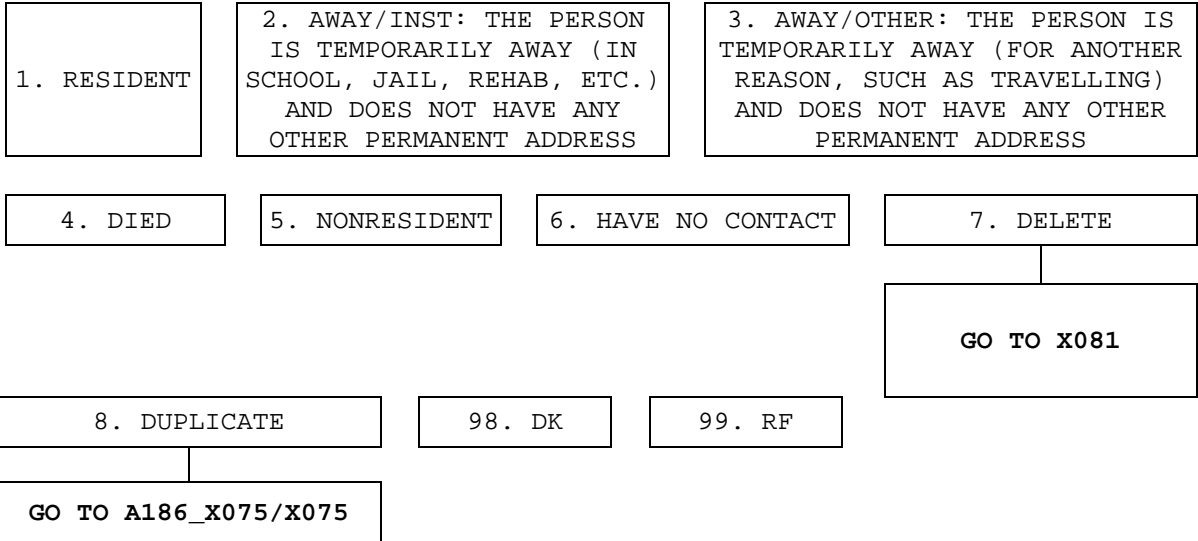 1. RESIDENT
2. AWAY/INST: THE PERSON
IS TEMPORARILY AWAY (IN
SCHOOL, JAIL, REHAB, ETC.)
AND DOES NOT HAVE ANY
OTHER PERMANENT ADDRESS
3. AWAY/OTHER: THE PERSON IS
TEMPORARILY AWAY (FOR ANOTHER
REASON, SUCH AS TRAVELLING)
AND DOES NOT HAVE ANY OTHER
PERMANENT ADDRESS
4. DIED
5. NONRESIDENT
6. HAVE NO CONTACT
7. DELETE
GO TO X081
8. DUPLICATE
98. DK
99. RF
GO TO A186_X075/X075